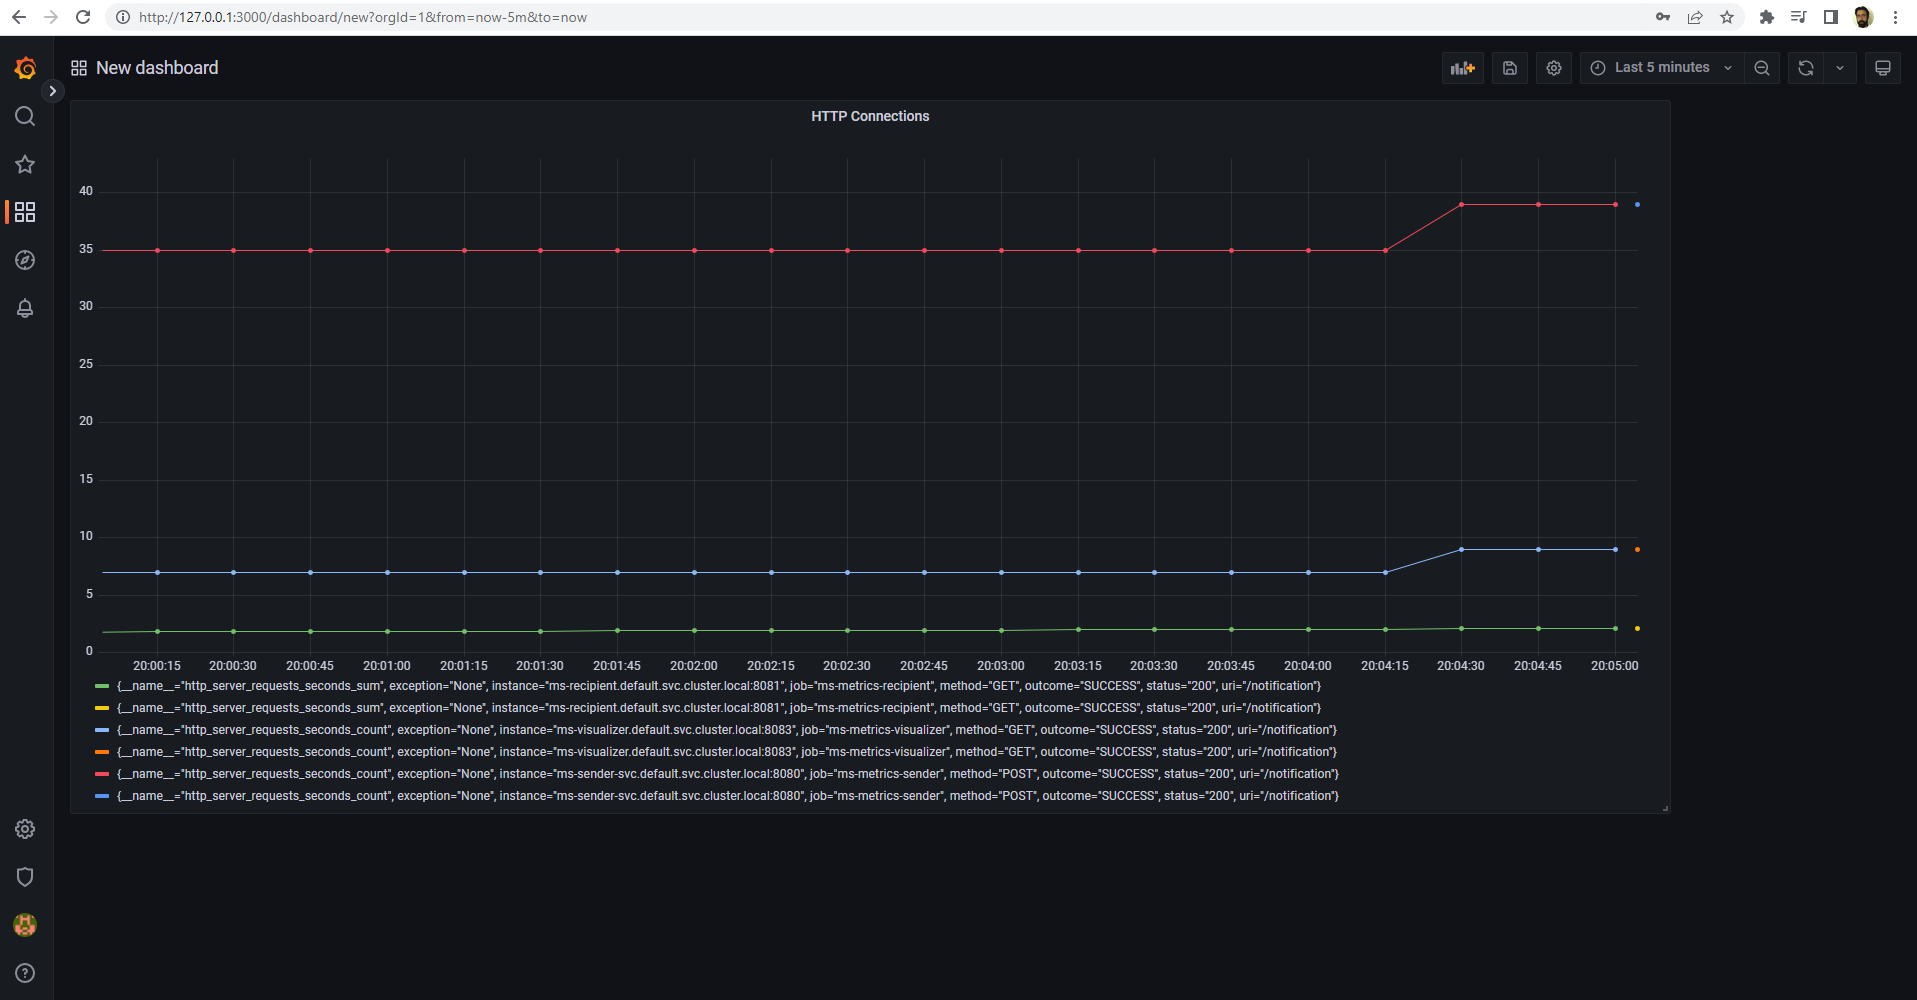 http://127.0.0.1:3000/dashboard/new?orgId=1&from=now-5m&to=now
New dashboard
Last 5 minutes
HTTP Connections
40
35
30
25
20
15
10
5
0
20:00:15 20:00:30 20:00:45 20:01:00 20:01:15 20:01:30 20:01:45 20:02:00 20:02:15 20:02:30 20:02:45 20:03:00 20:03:15 20:03:30 20:03:45 20:04:00 20:04:15 20:04:30 20:04:45 20:05:00
{__name__="http_server_requests_seconds_sum", exception="None", instance="ms-recipient.default.svc.cluster.local:8081", job="ms-metrics-recipient", method="GET", outcome="SUCCESS", status="200", uri="/notification"}
{__name__="http_server_requests_seconds_sum", exception="None", instance="ms-recipient.default.svc.cluster.local:8081", job="ms-metrics-recipient", method="GET", outcome="SUCCESS", status="200", uri="/notification"}
{__name__="http_server_requests_seconds_count", exception="None", instance="ms-visualizer.default.svc.cluster.local:8083", job="ms-metrics-visualizer", method="GET", outcome="SUCCESS", status="200", uri="/notification"}
{__name__="http_server_requests_seconds_count", exception="None", instance="ms-visualizer.default.svc.cluster.local:8083", job="ms-metrics-visualizer", method="GET", outcome="SUCCESS", status="200", uri="/notification"}
{__name__="http_server_requests_seconds_count", exception="None", instance="ms-sender-svc.default.svc.cluster.local:8080", job="ms-metrics-sender", method="POST", outcome="SUCCESS", status="200", uri="/notification"}
{__name__="http_server_requests_seconds_count", exception="None", instance="ms-sender-svc.default.svc.cluster.local:8080", job="ms-metrics-sender", method="POST", outcome="SUCCESS", status="200", uri="/notification"}